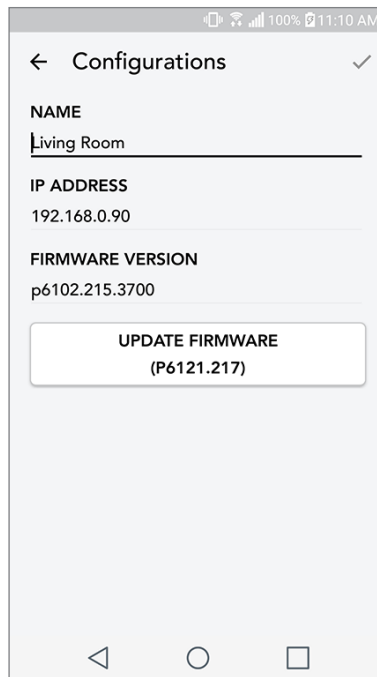 100% 11:10 AM
Configurations
NAME
Living Room
IP ADDRESS
192.168.0.90
FIRMWARE VERSION
p6102.215.3700
UPDATE FIRMWARE
(P6121.217)